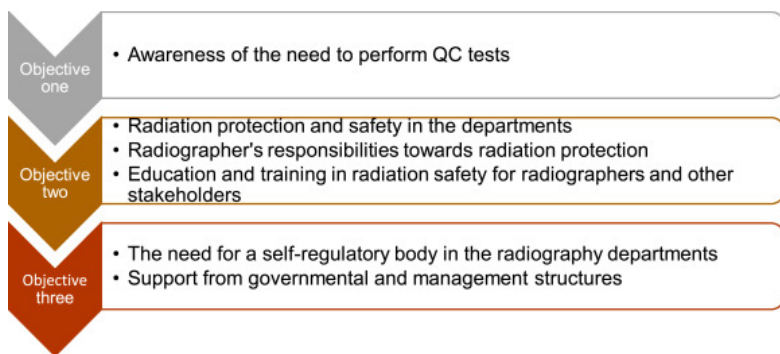 Objective
one
• Awareness of the need to perform QC tests
Objective
two
• Radiation protection and safety in the departments
• Radiographer's responsibilities towards radiation protection
• Education and training in radiation safety for radiographers and other
stakeholders
Objective
three
• The need for a self-regulatory body in the radiography departments
• Support from governmental and management structures